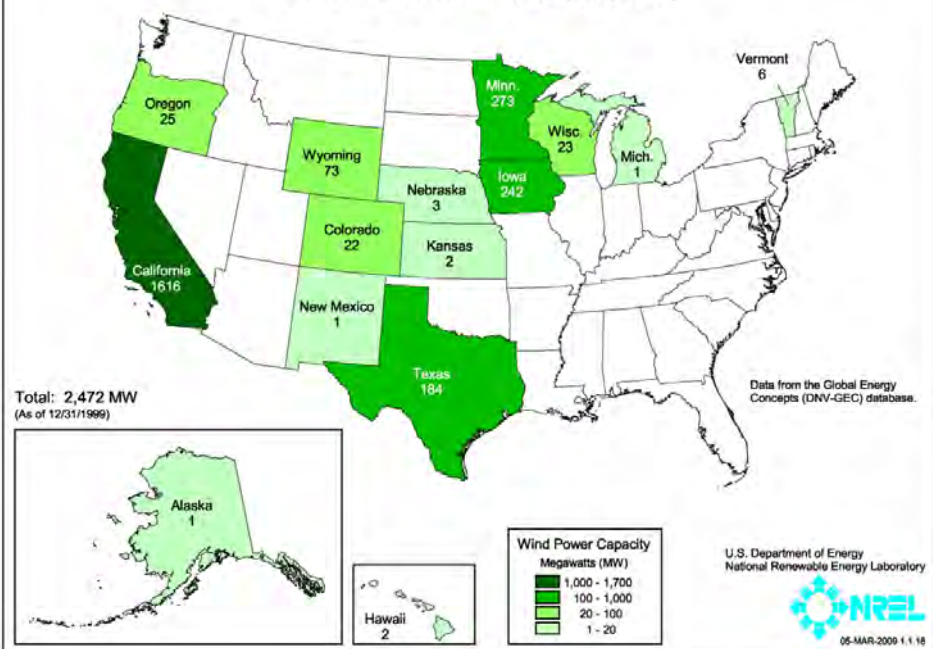 Vermont
6
Minn.
273
Oregon
25
Wisc.
23
Wyoming
73
Mich.
1
Iowa
242
Nebraska
3
Colorado
22
Kansas
2
California
1616
New Mexico
1
Texas
184
Total: 2,472 MW
(As of 12/31/1999)
Data from the Global Energy
Concepts (DNV-GEC) database.
Alaska
1
Hawaii
2
Wind Power Capacity
Megawatts (MW)
1,000 - 1,700
100 - 1,000
20 - 100
1 - 20
U.S. Department of Energy
National Renewable Energy Laboratory
NREL
05-MAR-2009 1.1.16